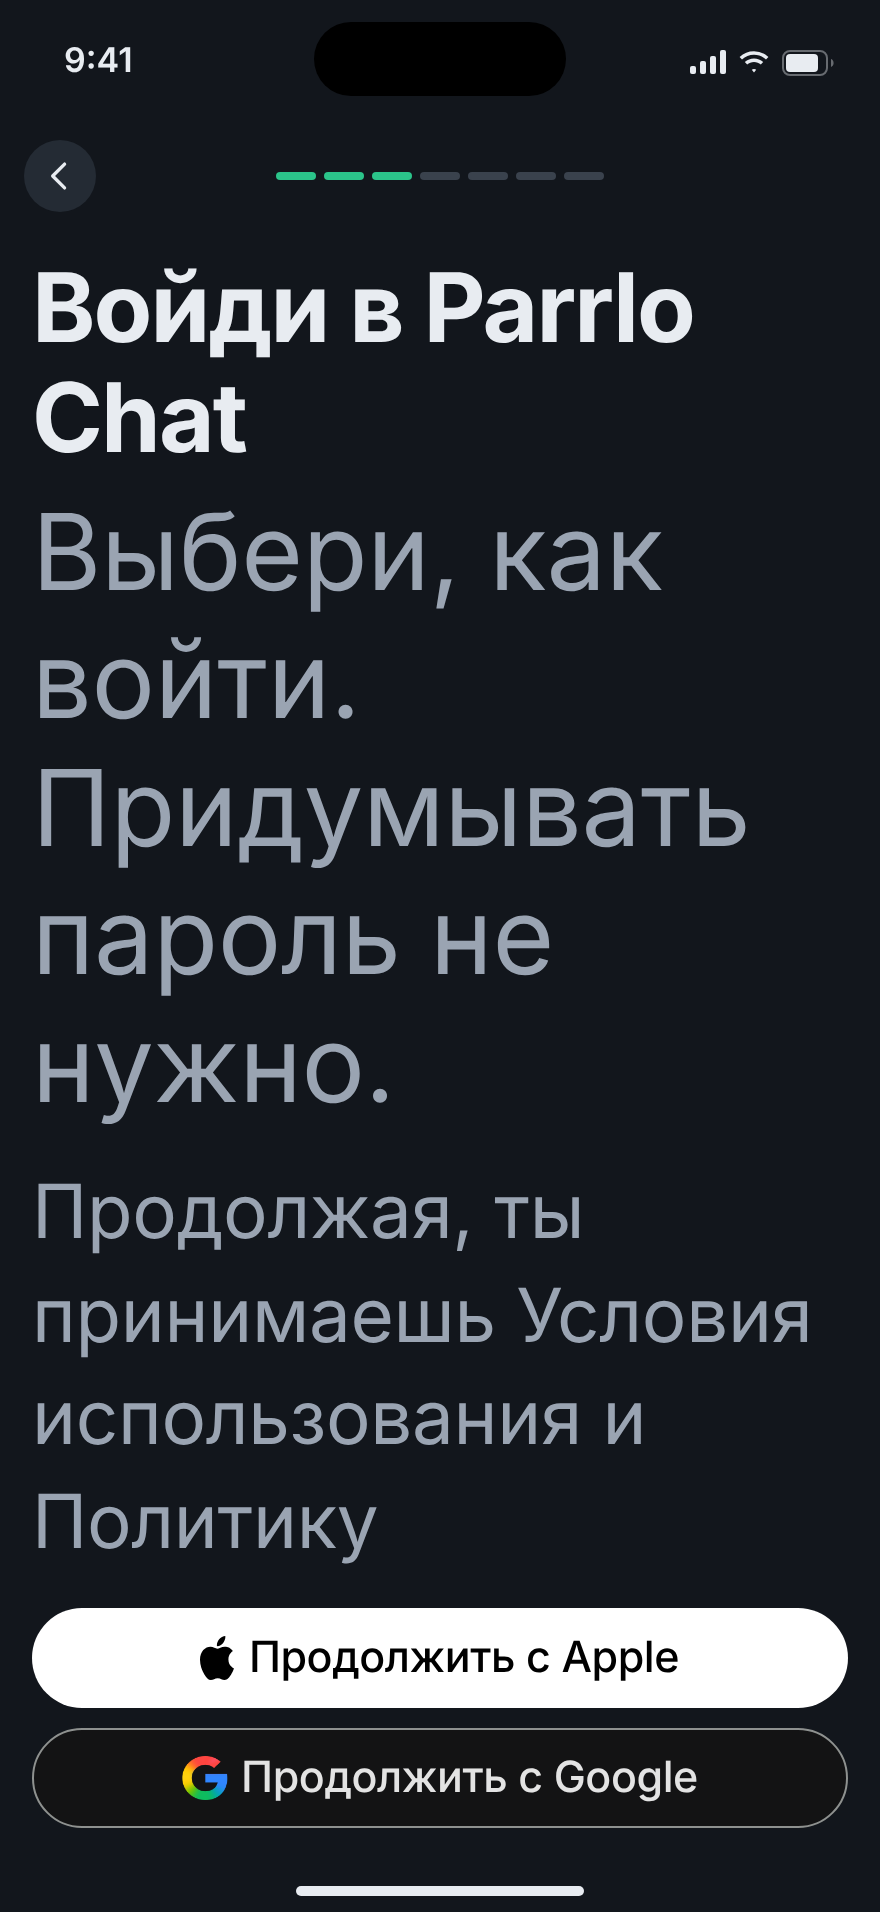 9:41
Войди в Parrlo
Chat
Выбери, как
войти.
Придумывать
пароль не
нужно.
Продолжая, ты
принимаешь Условия
использования и
Политику
Продолжить с Apple
Продолжить с Google